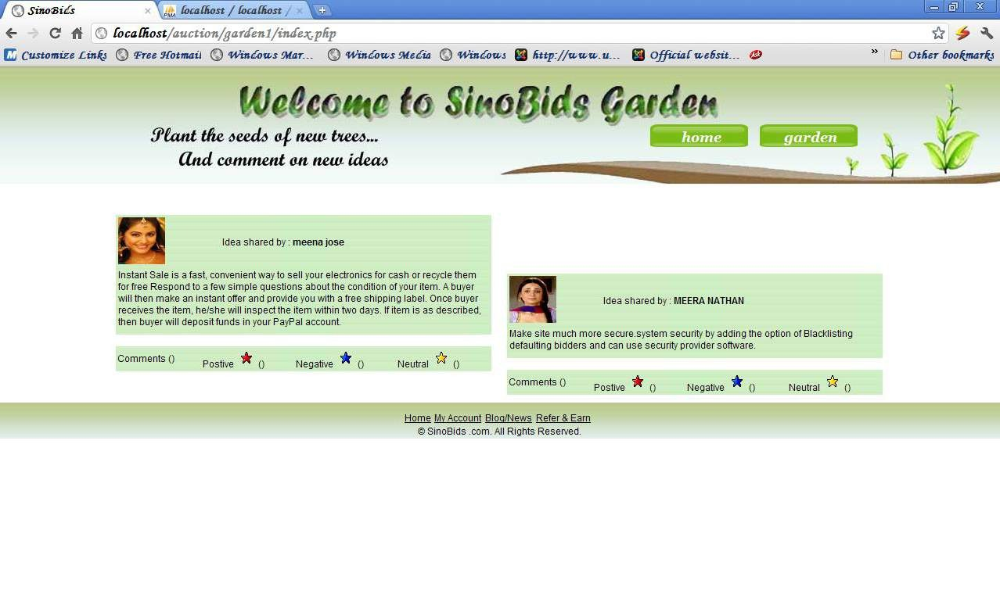 SinoBids
localhost / localhost /
localhost/auction/garden1/index.php
Customize Links Free Hotmail Windows Mar... Windows Media Windows http://www.u... Official websit... Ask » Other bookmarks
Welcome to SinoBids Garden
Plant the seeds of new trees...
And comment on new ideas
home garden
Idea shared by : meena jose
Instant Sale is a fast, convenient way to sell your electronics for cash or recycle them
for free Respond to a few simple questions about the condition of your item. A buyer
will then make an instant offer and provide you with a free shipping label. Once buyer
receives the item, he/she will inspect the item within two days. If item is as described,
then buyer will deposit funds in your PayPal account.
Comments () Postive () Negative () Neutral ()
Idea shared by : MEERA NATHAN
Make site much more secure.system security by adding the option of Blacklisting
defaulting bidders and can use security provider software.
Comments () Postive () Negative () Neutral ()
Home My Account Blog/News Refer & Earn
© SinoBids .com. All Rights Reserved.